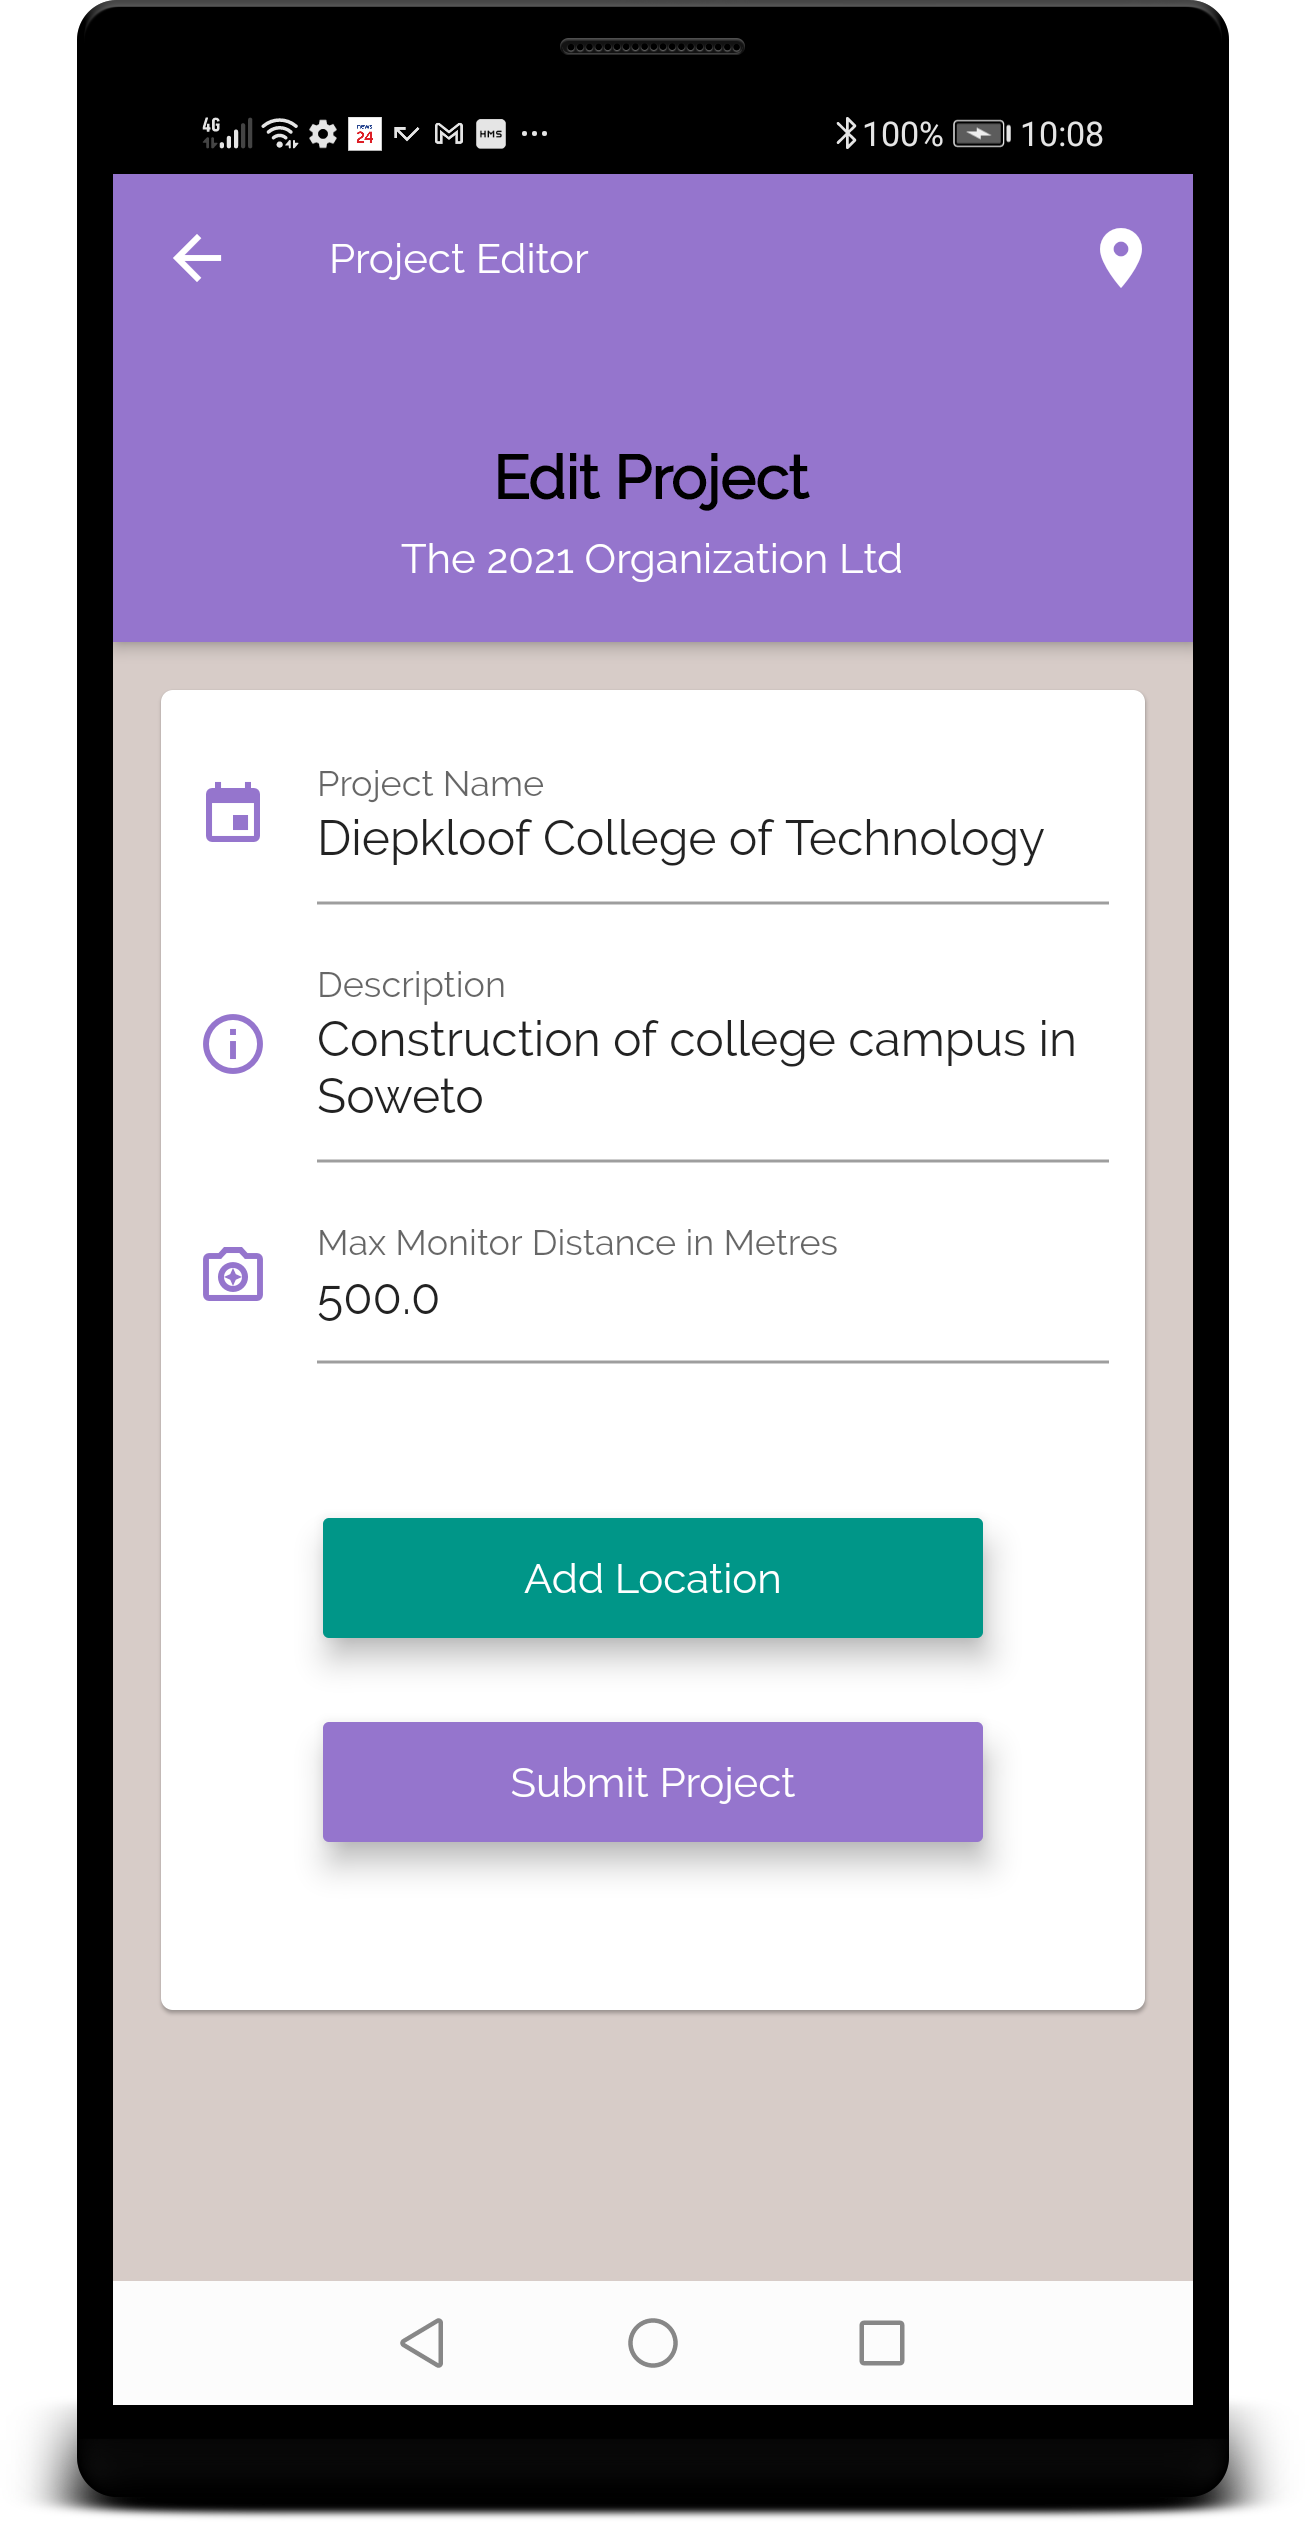 4G
news
24
HMS
100%
10:08
Project Editor
Edit Project
The 2021 Organization Ltd
Project Name
Diepkloof College of Technology
Description
Construction of college campus in
Soweto
Max Monitor Distance in Metres
500.0
Add Location
Submit Project